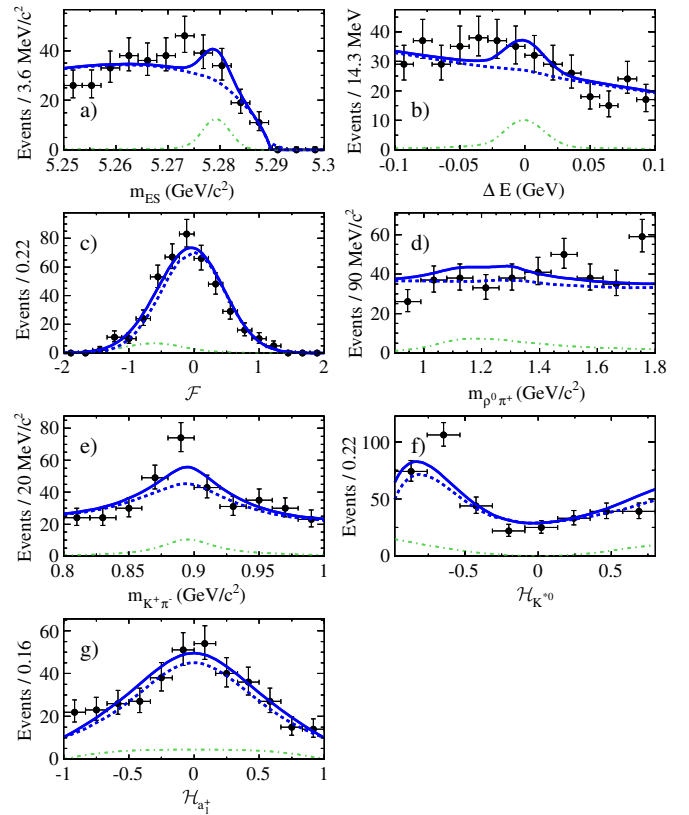 Events / 3.6 MeV/c²
60
40
20
0
a)
5.25 5.26 5.27 5.28 5.29 5.3
m_ES (GeV/c²)
Events / 14.3 MeV
40
30
20
10
0
b)
-0.1 -0.05 0 0.05 0.1
Δ E (GeV)
Events / 0.22
80
60
40
20
0
c)
-2 -1 0 1 2
ℱ
Events / 90 MeV/c²
60
40
20
0
d)
1 1.2 1.4 1.6 1.8
m_ρ⁰π⁺ (GeV/c²)
Events / 20 MeV/c²
100
80
60
40
20
0
e)
0.8 0.85 0.9 0.95 1
m_K⁺π⁻ (GeV/c²)
Events / 0.22
100
50
0
f)
-0.5 0 0.5
ℋ_K*⁰
Events / 0.16
60
40
20
0
g)
-1 -0.5 0 0.5 1
ℋ_a₁⁺